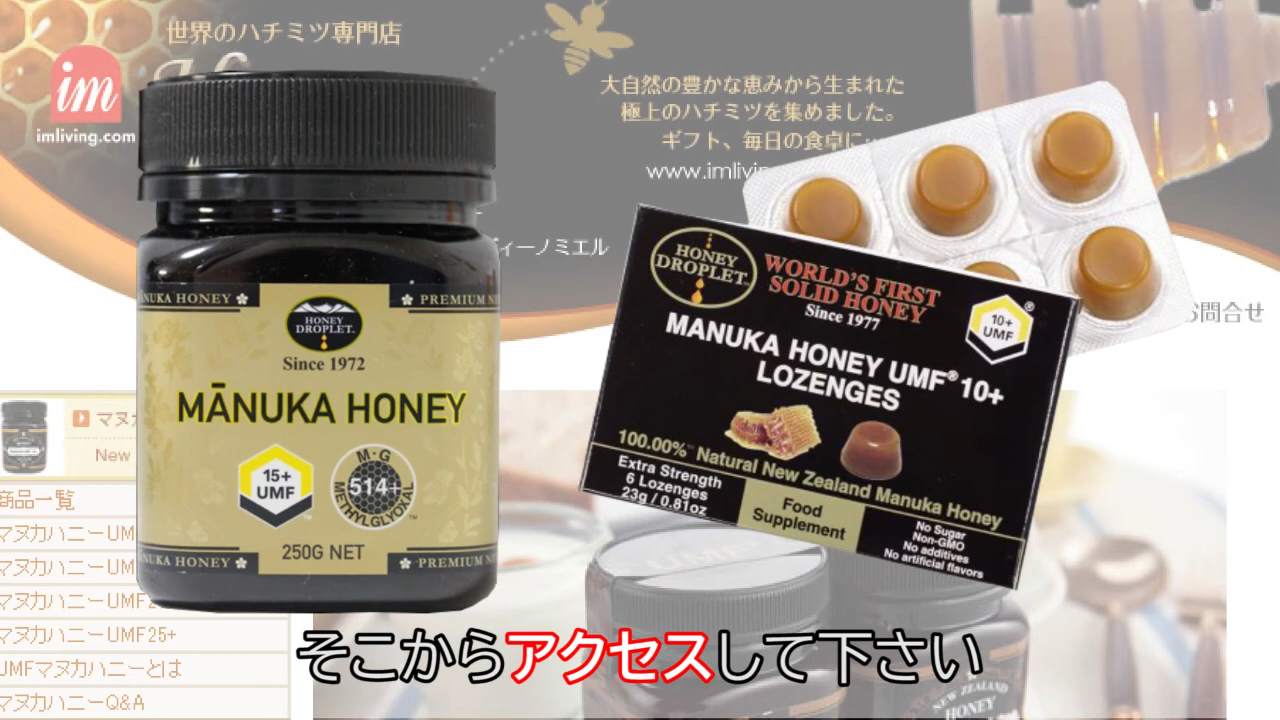 世界のハチミツ専門店
im
imliving.com
大自然の豊かな恵みから生まれた
極上のハチミツを集めました。
ギフト、毎日の食卓に…
www.imliving
ディーノミエル
お問合せ
MANUKA HONEY
PREMIUM
HONEY
DROPLET.
Since 1972
MĀNUKA HONEY
15+
UMF
M·G
514+
METHYLGLYOXAL
250G NET
MANUKA HONEY
PREMIUM
HONEY
DROPLET
WORLD'S FIRST
SOLID HONEY
Since 1977
10+
UMF
®
MANUKA HONEY UMF® 10+
LOZENGES
100.00% Natural New Zealand Manuka Honey
Extra Strength
6 Lozenges
23g / 0.81oz
Food
Supplement
No Sugar
Non-GMO
No additives
No artificial flavors
マヌカ
New
商品一覧
マヌカハニーUM
マヌカハニーUM
マヌカハニーUMF2
マヌカハニーUMF25+
UMFマヌカハニーとは
マヌカハニーQ&A
UMF
NEW ZEALAND
HONEY
そこからアクセスして下さい